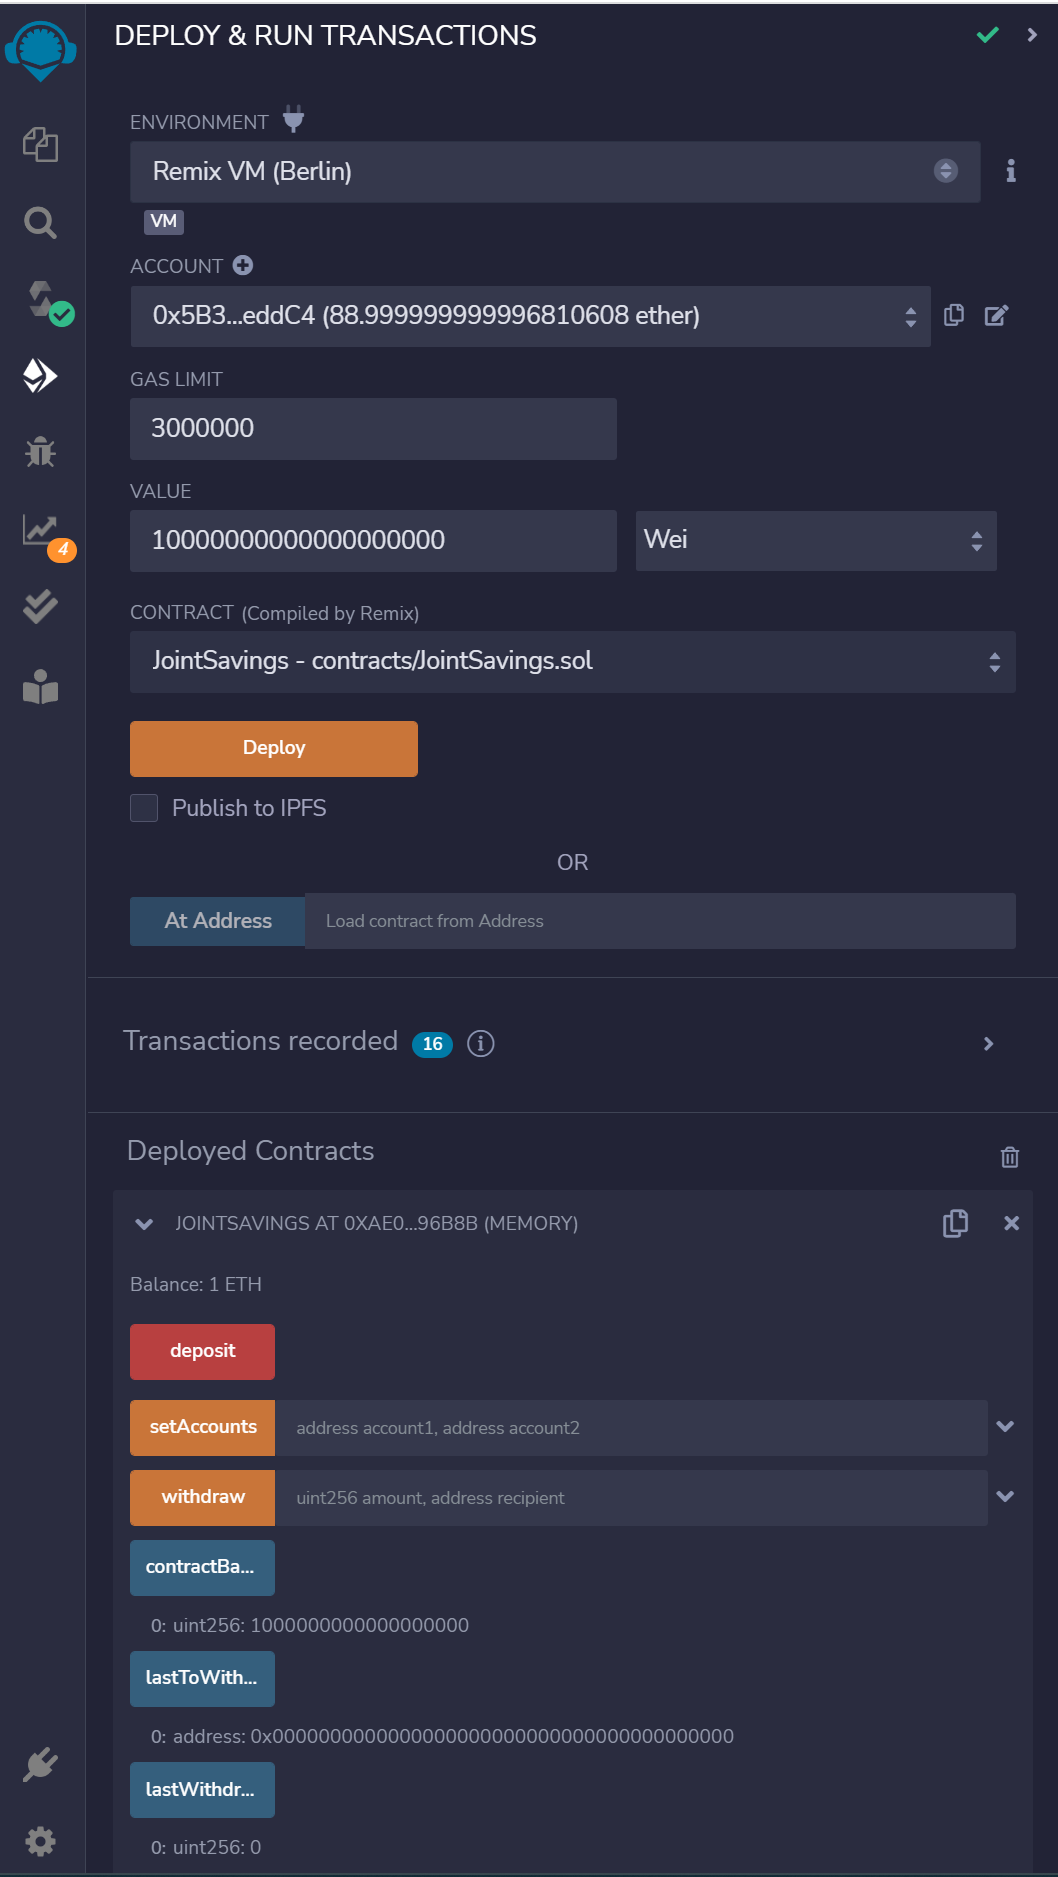 DEPLOY & RUN TRANSACTIONS
ENVIRONMENT
Remix VM (Berlin)
VM
ACCOUNT
0x5B3...eddC4 (88.999999999996810608 ether)
GAS LIMIT
3000000
VALUE
10000000000000000000
Wei
4
CONTRACT (Compiled by Remix)
JointSavings - contracts/JointSavings.sol
Deploy
Publish to IPFS
OR
At Address
Load contract from Address
Transactions recorded 16
Deployed Contracts
JOINTSAVINGS AT 0XAE0...96B8B (MEMORY)
Balance: 1 ETH
deposit
setAccounts
address account1, address account2
withdraw
uint256 amount, address recipient
contractBa...
0: uint256: 1000000000000000000
lastToWith...
0: address: 0x0000000000000000000000000000000000000000
lastWithdr...
0: uint256: 0